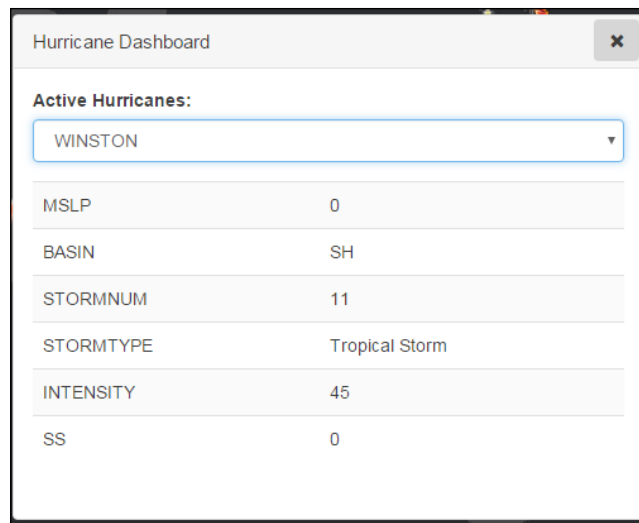 Hurricane Dashboard
Active Hurricanes:
WINSTON
MSLP 0
BASIN SH
STORMNUM 11
STORMTYPE Tropical Storm
INTENSITY 45
SS 0